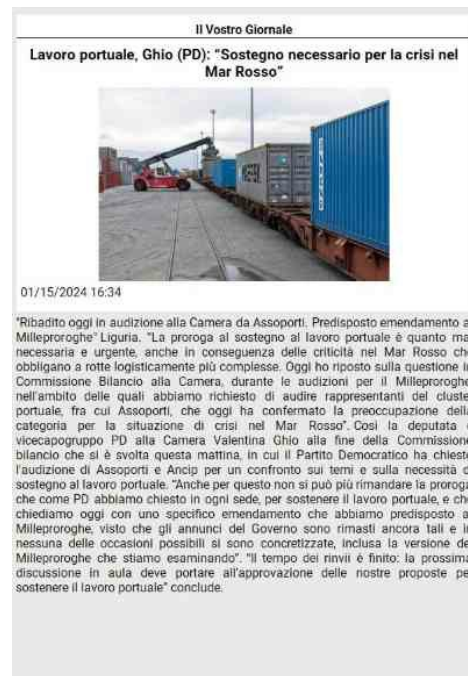 Il Vostro Giornale
Lavoro portuale, Ghio (PD): “Sostegno necessario per la crisi nel
Mar Rosso”
01/15/2024 16:34
"Ribadito oggi in audizione alla Camera da Assoporti. Predisposto emendamento a
Milleproroghe" Liguria. "La proroga al sostegno al lavoro portuale è quanto ma
necessaria e urgente, anche in conseguenza delle criticità nel Mar Rosso che
obbligano a rotte logisticamente più complesse. Oggi ho riposto sulla questione in
Commissione Bilancio alla Camera, durante le audizioni per il Milleproroghe
nell'ambito delle quali abbiamo richiesto di audire rappresentanti del cluster
portuale, fra cui Assoporti, che oggi ha confermato la preoccupazione della
categoria per la situazione di crisi nel Mar Rosso". Così la deputata e
vicecapogruppo PD alla Camera Valentina Ghio alla fine della Commissione
bilancio che si è svolta questa mattina, in cui il Partito Democratico ha chiesto
l'audizione di Assoporti e Ancip per un confronto sui temi e sulla necessità d
sostegno al lavoro portuale. "Anche per questo non si può più rimandare la proroga
che come PD abbiamo chiesto in ogni sede, per sostenere il lavoro portuale, e che
chiediamo oggi con uno specifico emendamento che abbiamo predisposto a
Milleproroghe, visto che gli annunci del Governo sono rimasti ancora tali e in
nessuna delle occasioni possibili si sono concretizzate, inclusa la versione de
Milleproroghe che stiamo esaminando". "Il tempo dei rinvii è finito: la prossima
discussione in aula deve portare all'approvazione delle nostre proposte per
sostenere il lavoro portuale" conclude.